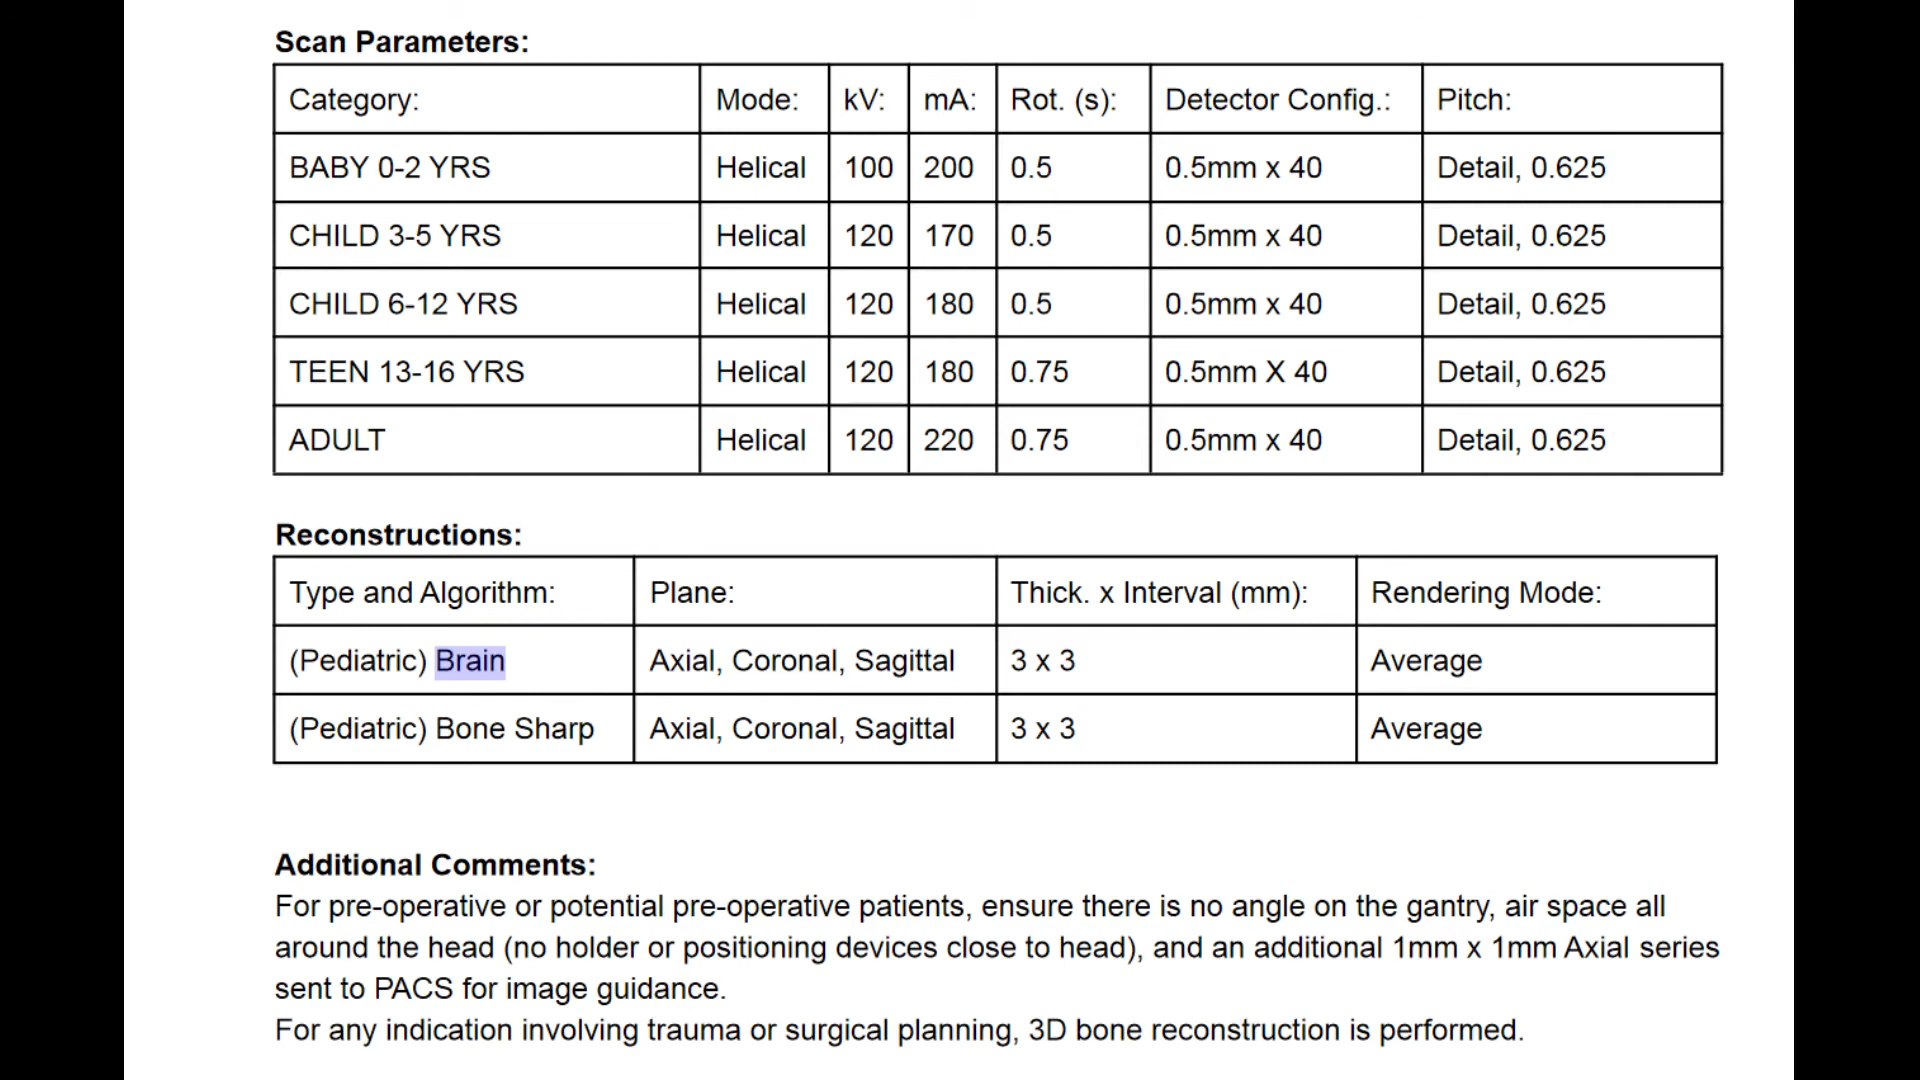 Scan Parameters:
Category: Mode: kV: mA: Rot. (s): Detector Config.: Pitch:
BABY 0-2 YRS Helical 100 200 0.5 0.5mm x 40 Detail, 0.625
CHILD 3-5 YRS Helical 120 170 0.5 0.5mm x 40 Detail, 0.625
CHILD 6-12 YRS Helical 120 180 0.5 0.5mm x 40 Detail, 0.625
TEEN 13-16 YRS Helical 120 180 0.75 0.5mm X 40 Detail, 0.625
ADULT Helical 120 220 0.75 0.5mm x 40 Detail, 0.625
Reconstructions:
Type and Algorithm: Plane: Thick. x Interval (mm): Rendering Mode:
(Pediatric) Brain Axial, Coronal, Sagittal 3 x 3 Average
(Pediatric) Bone Sharp Axial, Coronal, Sagittal 3 x 3 Average
Additional Comments:
For pre-operative or potential pre-operative patients, ensure there is no angle on the gantry, air space all
around the head (no holder or positioning devices close to head), and an additional 1mm x 1mm Axial series
sent to PACS for image guidance.
For any indication involving trauma or surgical planning, 3D bone reconstruction is performed.